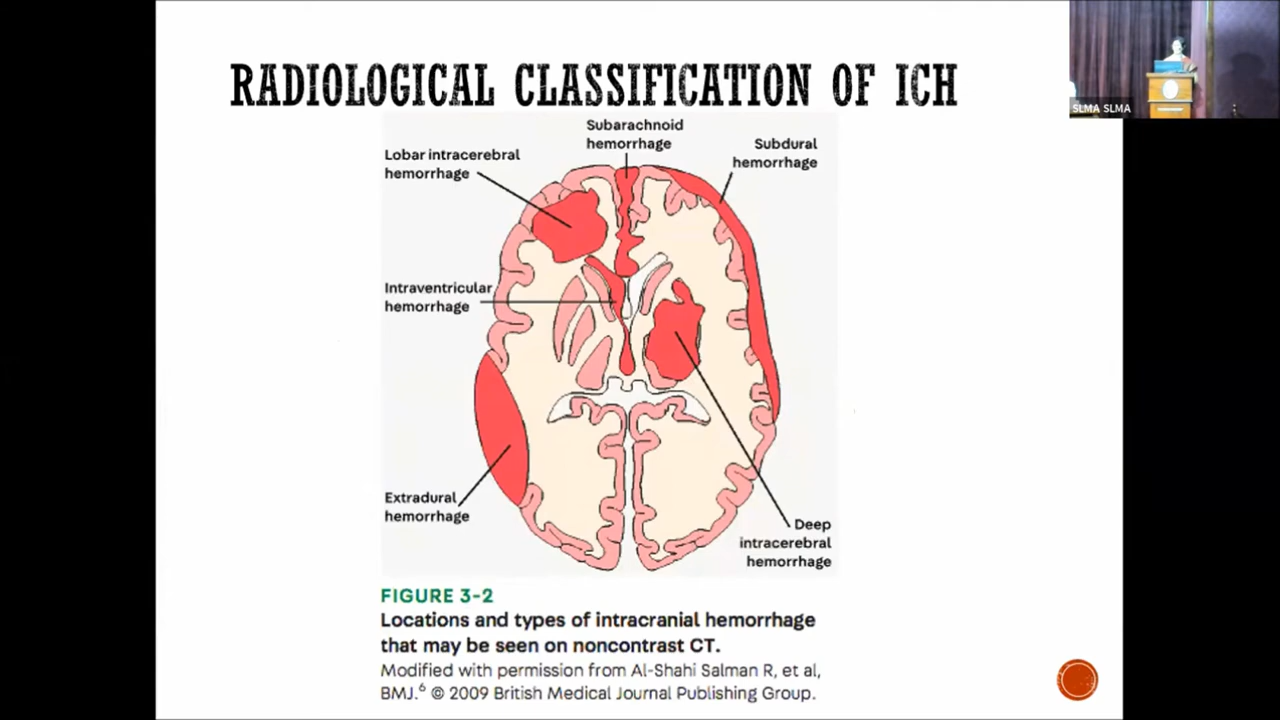 RADIOLOGICAL CLASSIFICATION OF ICH
SLMA SLMA
Subarachnoid
hemorrhage
Subdural
hemorrhage
Lobar intracerebral
hemorrhage
Intraventricular
hemorrhage
Extradural
hemorrhage
Deep
intracerebral
hemorrhage
FIGURE 3-2
Locations and types of intracranial hemorrhage
that may be seen on noncontrast CT.
Modified with permission from Al-Shahi Salman R, et al,
BMJ.⁶ © 2009 British Medical Journal Publishing Group.